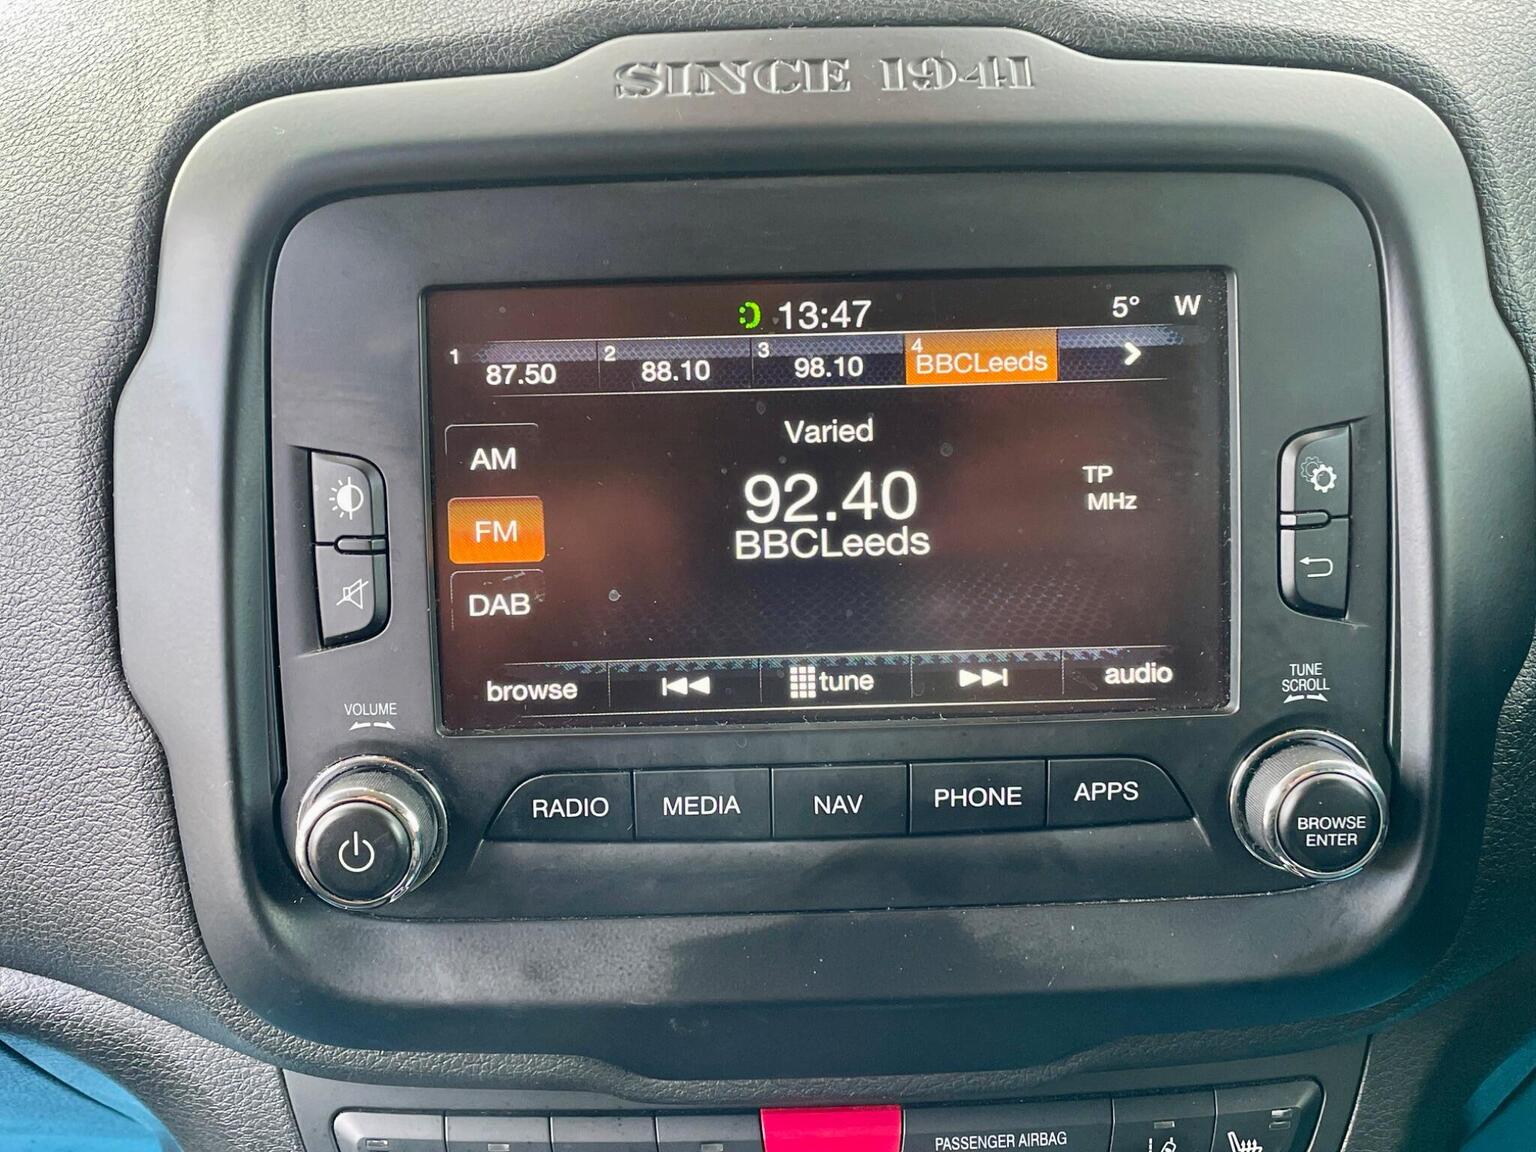 SINCE 1941
13:47 5° W
1 87.50 2 88.10 3 98.10 4 BBCLeeds
Varied
AM
92.40
TP
MHz
FM
BBCLeeds
DAB
browse tune audio
VOLUME
TUNE
SCROLL
RADIO MEDIA NAV PHONE APPS
BROWSE
ENTER
PASSENGER AIRBAG